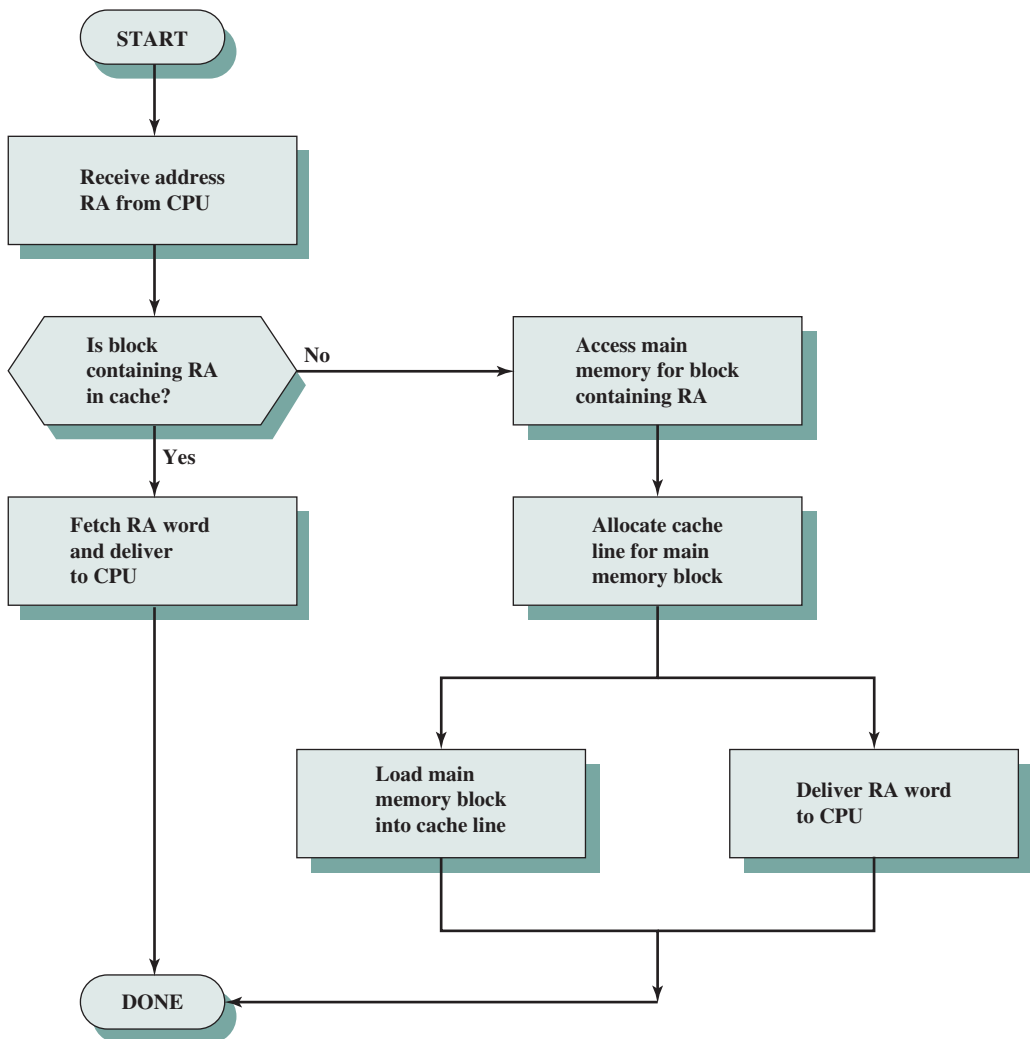 START
Receive address
RA from CPU
Is block
containing RA
in cache?
No
Access main
memory for block
containing RA
Yes
Fetch RA word
and deliver
to CPU
Allocate cache
line for main
memory block
Load main
memory block
into cache line
Deliver RA word
to CPU
DONE